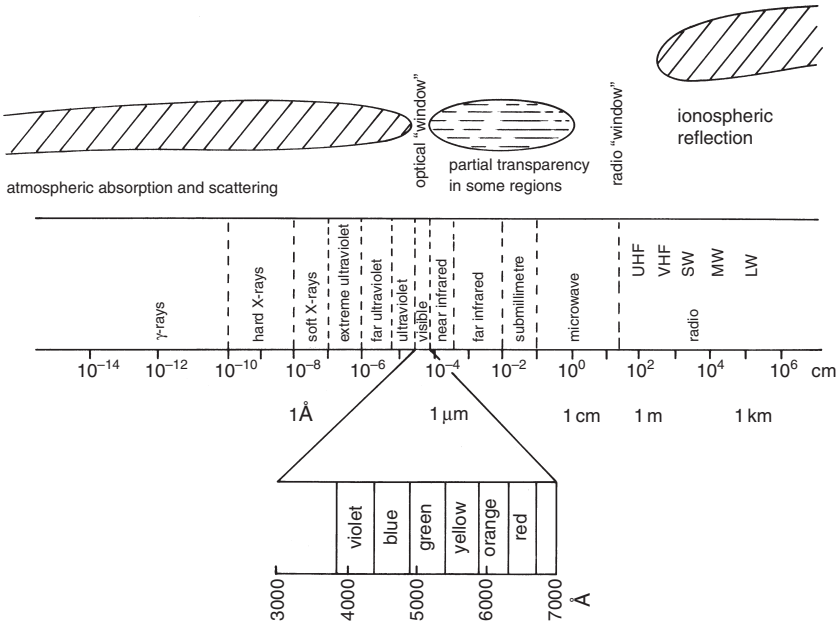 optical "window"
radio "window"
ionospheric
reflection
partial transparency
in some regions
atmospheric absorption and scattering
γ-rays
hard X-rays
soft X-rays
extreme ultraviolet
far ultraviolet
ultraviolet
visible
near infrared
far infrared
submillimetre
microwave
UHF
VHF
SW
MW
LW
radio
10⁻¹⁴ 10⁻¹² 10⁻¹⁰ 10⁻⁸ 10⁻⁶ 10⁻⁴ 10⁻² 10⁰ 10² 10⁴ 10⁶ cm
1Å 1 μm 1 cm 1 m 1 km
violet
blue
green
yellow
orange
red
3000
4000
5000
6000
7000
Å